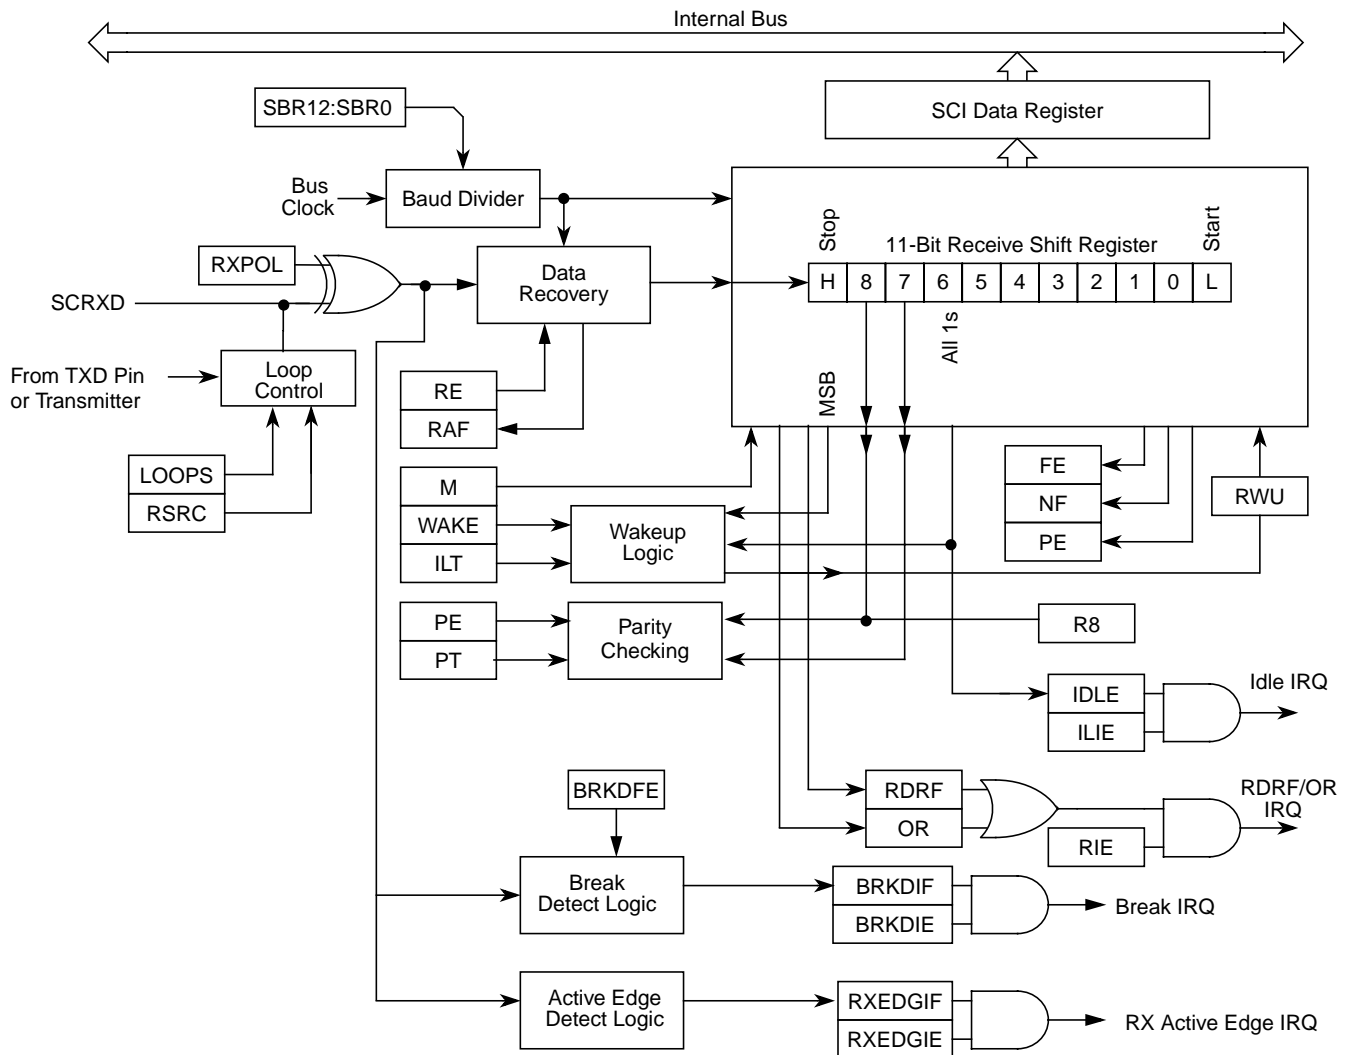 Internal Bus
SBR12:SBR0
SCI Data Register
Bus
Clock
Baud Divider
Stop
11-Bit Receive Shift Register
Start
RXPOL
Data
Recovery
H 8 7 6 5 4 3 2 1 0 L
SCRXD
All 1s
From TXD Pin
or Transmitter
Loop
Control
RE
RAF
MSB
LOOPS
RSRC
M
WAKE
ILT
Wakeup
Logic
FE
NF
PE
RWU
PE
PT
Parity
Checking
R8
IDLE
ILIE
Idle IRQ
BRKDFE
RDRF
OR
RIE
RDRF/OR
IRQ
Break
Detect Logic
BRKDIF
BRKDIE
Break IRQ
Active Edge
Detect Logic
RXEDGIF
RXEDGIE
RX Active Edge IRQ